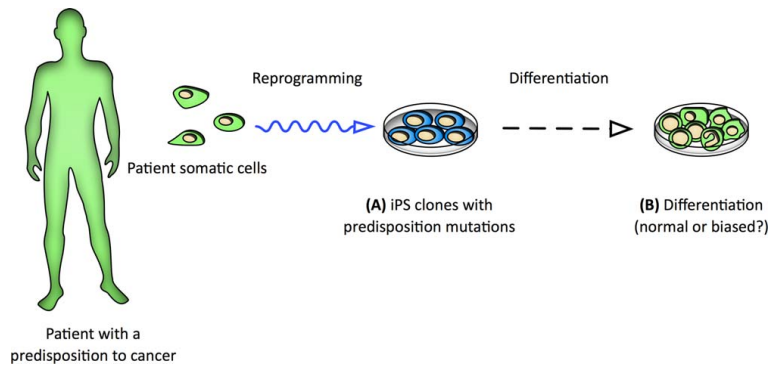 Reprogramming
Differentiation
Patient somatic cells
(A) iPS clones with
predisposition mutations
(B) Differentiation
(normal or biased?)
Patient with a
predisposition to cancer